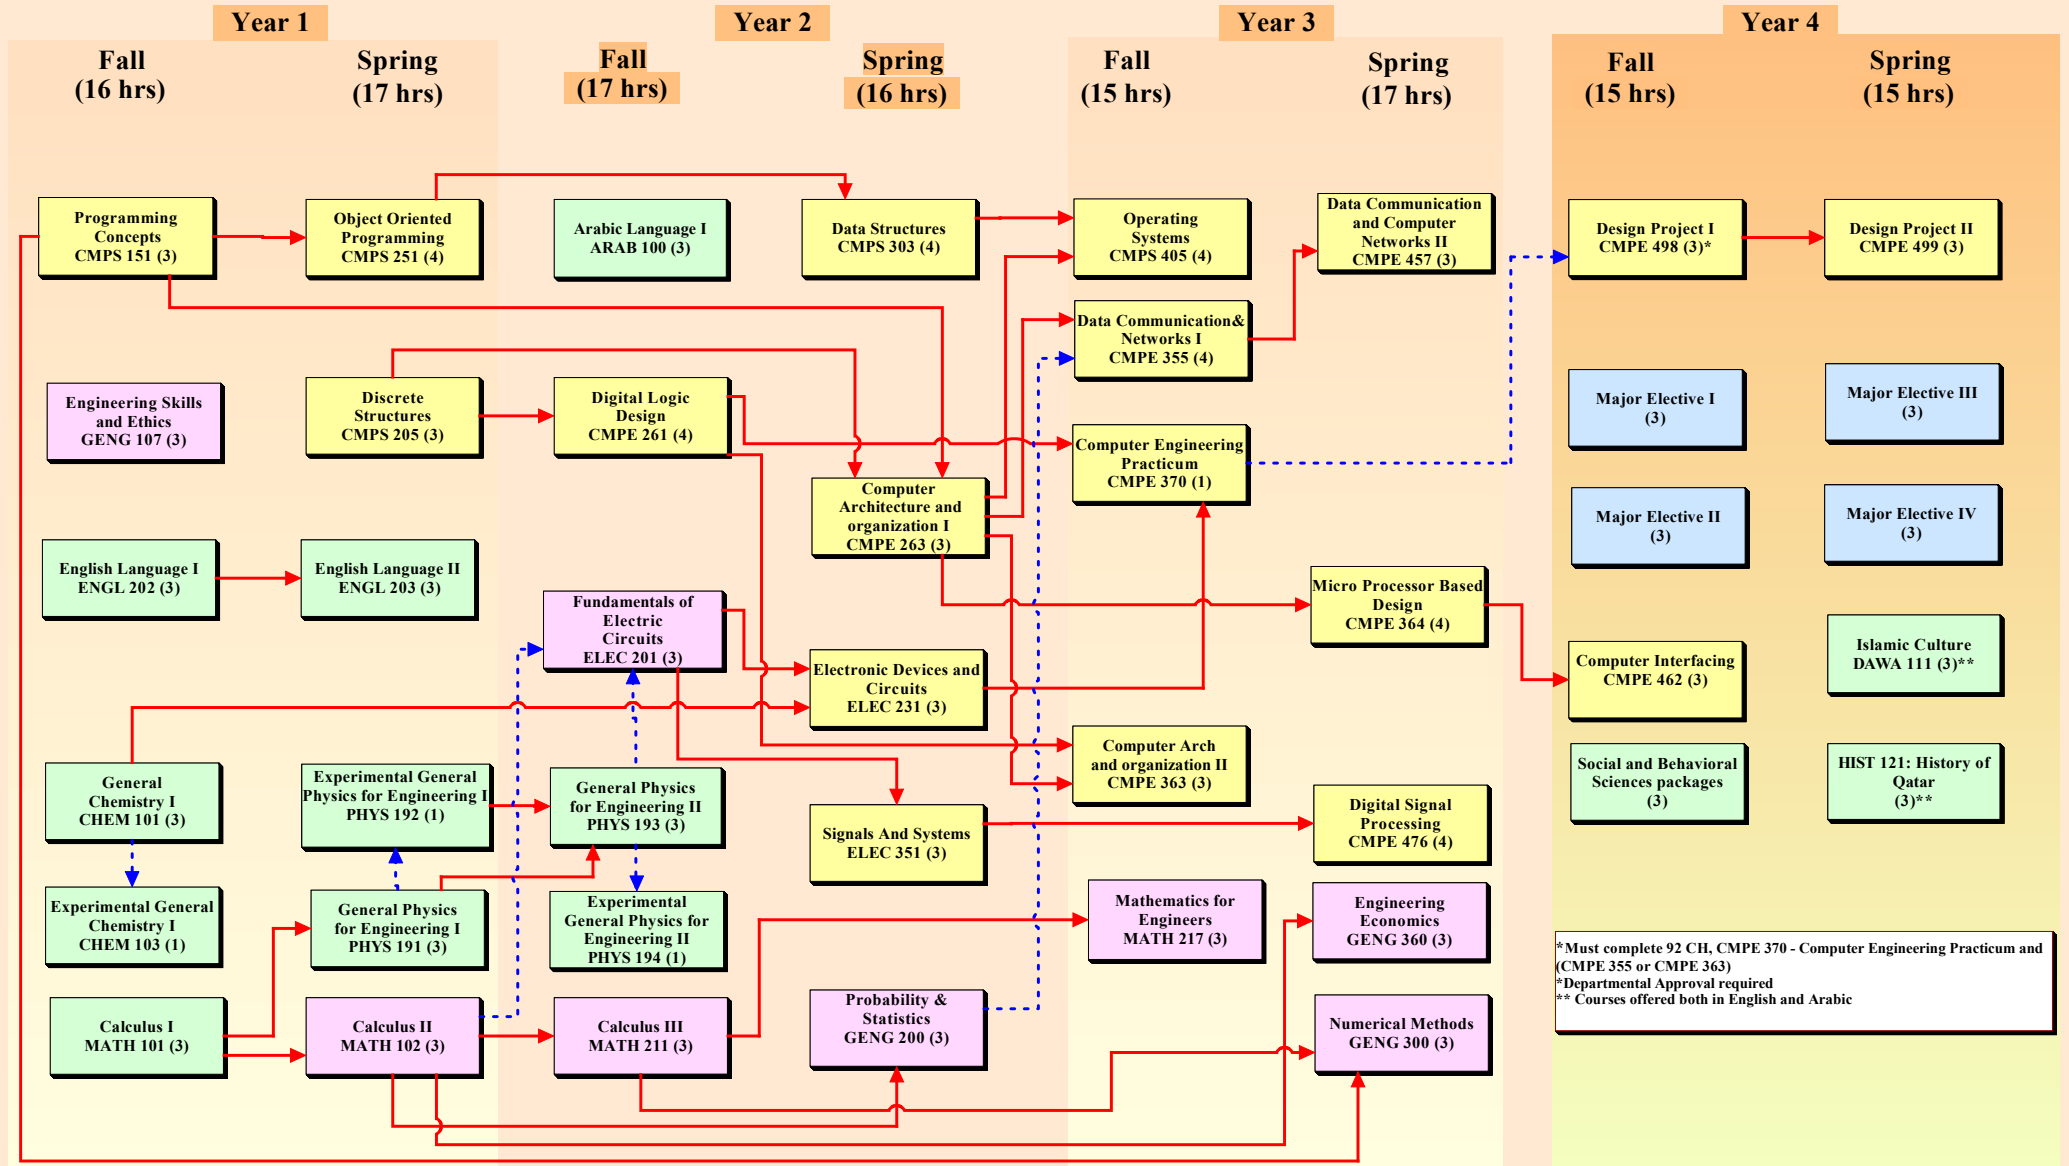 Year 1
Year 2
Year 3
Year 4
Fall
(16 hrs)
Spring
(17 hrs)
Fall
(17 hrs)
Spring
(16 hrs)
Fall
(15 hrs)
Spring
(17 hrs)
Fall
(15 hrs)
Spring
(15 hrs)
Programming
Concepts
CMPS 151 (3)
Engineering Skills
and Ethics
GENG 107 (3)
English Language I
ENGL 202 (3)
General
Chemistry I
CHEM 101 (3)
Experimental General
Chemistry I
CHEM 103 (1)
Calculus I
MATH 101 (3)
Object Oriented
Programming
CMPS 251 (4)
Discrete
Structures
CMPS 205 (3)
English Language II
ENGL 203 (3)
Experimental General
Physics for Engineering I
PHYS 192 (1)
General Physics
for Engineering I
PHYS 191 (3)
Calculus II
MATH 102 (3)
Arabic Language I
ARAB 100 (3)
Digital Logic
Design
CMPE 261 (4)
Fundamentals of
Electric
Circuits
ELEC 201 (3)
General Physics
for Engineering II
PHYS 193 (3)
Experimental
General Physics for
Engineering II
PHYS 194 (1)
Calculus III
MATH 211 (3)
Data Structures
CMPS 303 (4)
Computer
Architecture and
organization I
CMPE 263 (3)
Electronic Devices and
Circuits
ELEC 231 (3)
Signals And Systems
ELEC 351 (3)
Probability &
Statistics
GENG 200 (3)
Operating
Systems
CMPS 405 (4)
Data Communication&
Networks I
CMPE 355 (4)
Computer Engineering
Practicum
CMPE 370 (1)
Computer Arch
and organization II
CMPE 363 (3)
Mathematics for
Engineers
MATH 217 (3)
Data Communication
and Computer
Networks II
CMPE 457 (3)
Micro Processor Based
Design
CMPE 364 (4)
Digital Signal
Processing
CMPE 476 (4)
Engineering
Economics
GENG 360 (3)
Numerical Methods
GENG 300 (3)
Design Project I
CMPE 498 (3)*
Major Elective I
(3)
Major Elective II
(3)
Computer Interfacing
CMPE 462 (3)
Social and Behavioral
Sciences packages
(3)
Design Project II
CMPE 499 (3)
Major Elective III
(3)
Major Elective IV
(3)
Islamic Culture
DAWA 111 (3)**
HIST 121: History of
Qatar
(3)**
*Must complete 92 CH, CMPE 370 - Computer Engineering Practicum and
(CMPE 355 or CMPE 363)
*Departmental Approval required
** Courses offered both in English and Arabic